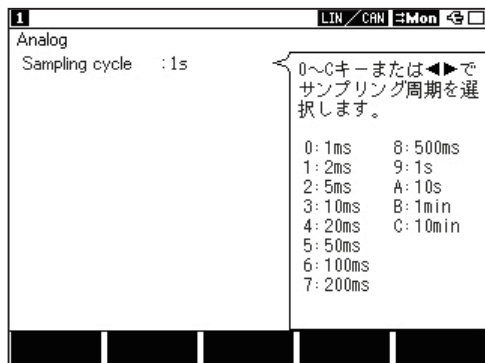 1 LIN/CAN ⇄Mon
Analog
Sampling cycle :1s
0~Cキーまたは◀▶で
サンプリング周期を選
択します。
0:1ms 8:500ms
1:2ms 9:1s
2:5ms A:10s
3:10ms B:1min
4:20ms C:10min
5:50ms
6:100ms
7:200ms